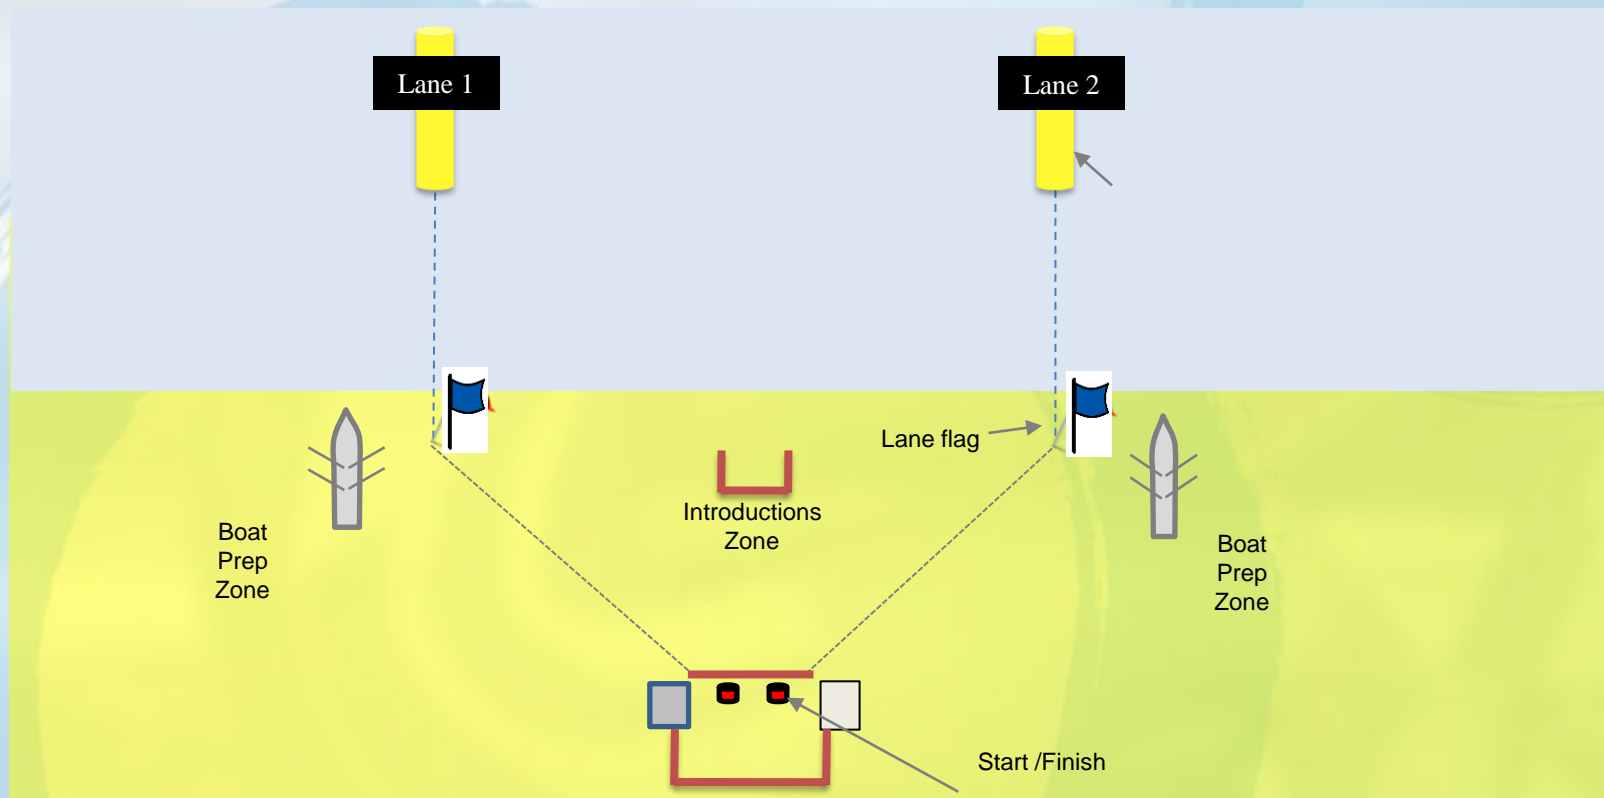 Lane 1
Lane 2
Lane flag
Introductions
Zone
Boat
Prep
Zone
Boat
Prep
Zone
Start /Finish